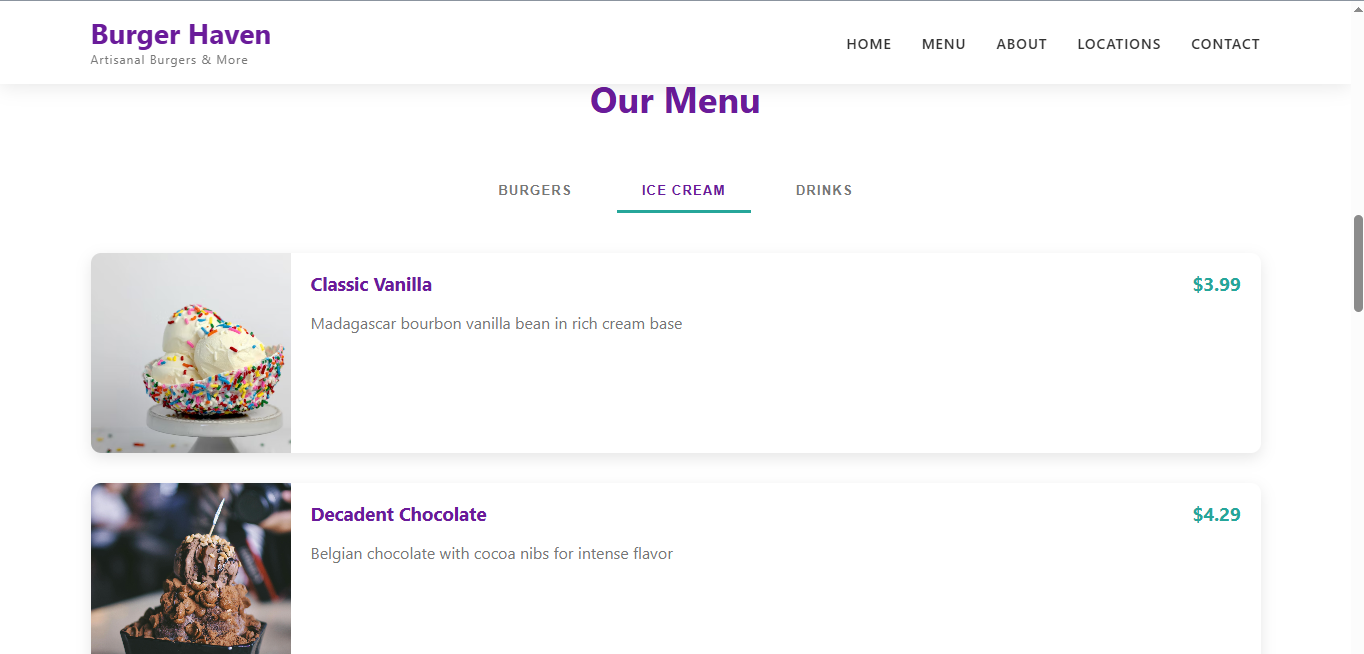 Burger Haven
Artisanal Burgers & More
HOME MENU ABOUT LOCATIONS CONTACT
Our Menu
BURGERS ICE CREAM DRINKS
Classic Vanilla $3.99
Madagascar bourbon vanilla bean in rich cream base
Decadent Chocolate $4.29
Belgian chocolate with cocoa nibs for intense flavor